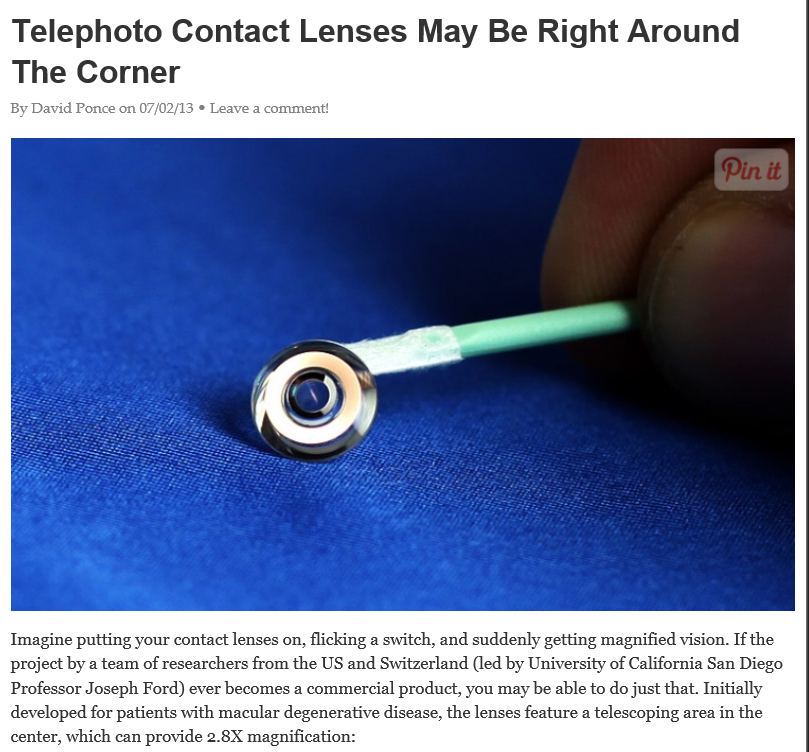 Telephoto Contact Lenses May Be Right Around
The Corner
By David Ponce on 07/02/13 • Leave a comment!
Pin it
Imagine putting your contact lenses on, flicking a switch, and suddenly getting magnified vision. If the
project by a team of researchers from the US and Switzerland (led by University of California San Diego
Professor Joseph Ford) ever becomes a commercial product, you may be able to do just that. Initially
developed for patients with macular degenerative disease, the lenses feature a telescoping area in the
center, which can provide 2.8X magnification: